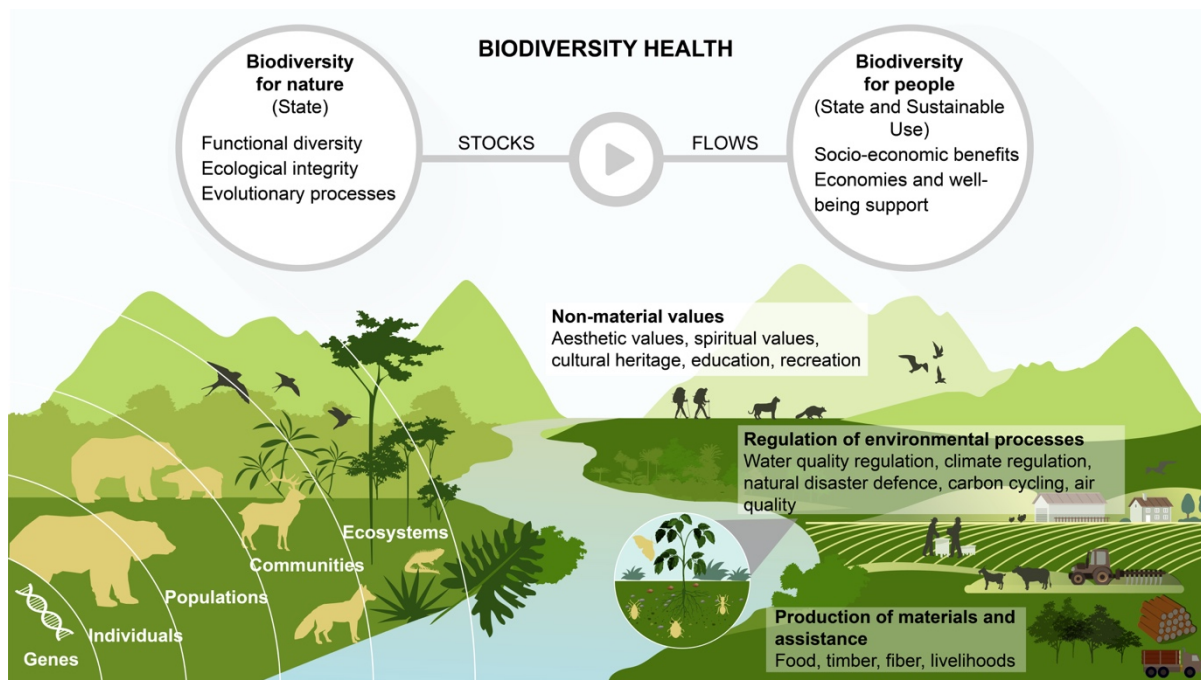 BIODIVERSITY HEALTH
Biodiversity
for nature
(State)
Functional diversity
Ecological integrity
Evolutionary processes
STOCKS
FLOWS
Biodiversity
for people
(State and Sustainable
Use)
Socio-economic benefits
Economies and well-
being support
Non-material values
Aesthetic values, spiritual values,
cultural heritage, education, recreation
Regulation of environmental processes
Water quality regulation, climate regulation,
natural disaster defence, carbon cycling, air
quality
Ecosystems
Communities
Populations
Individuals
Genes
Production of materials and
assistance
Food, timber, fiber, livelihoods